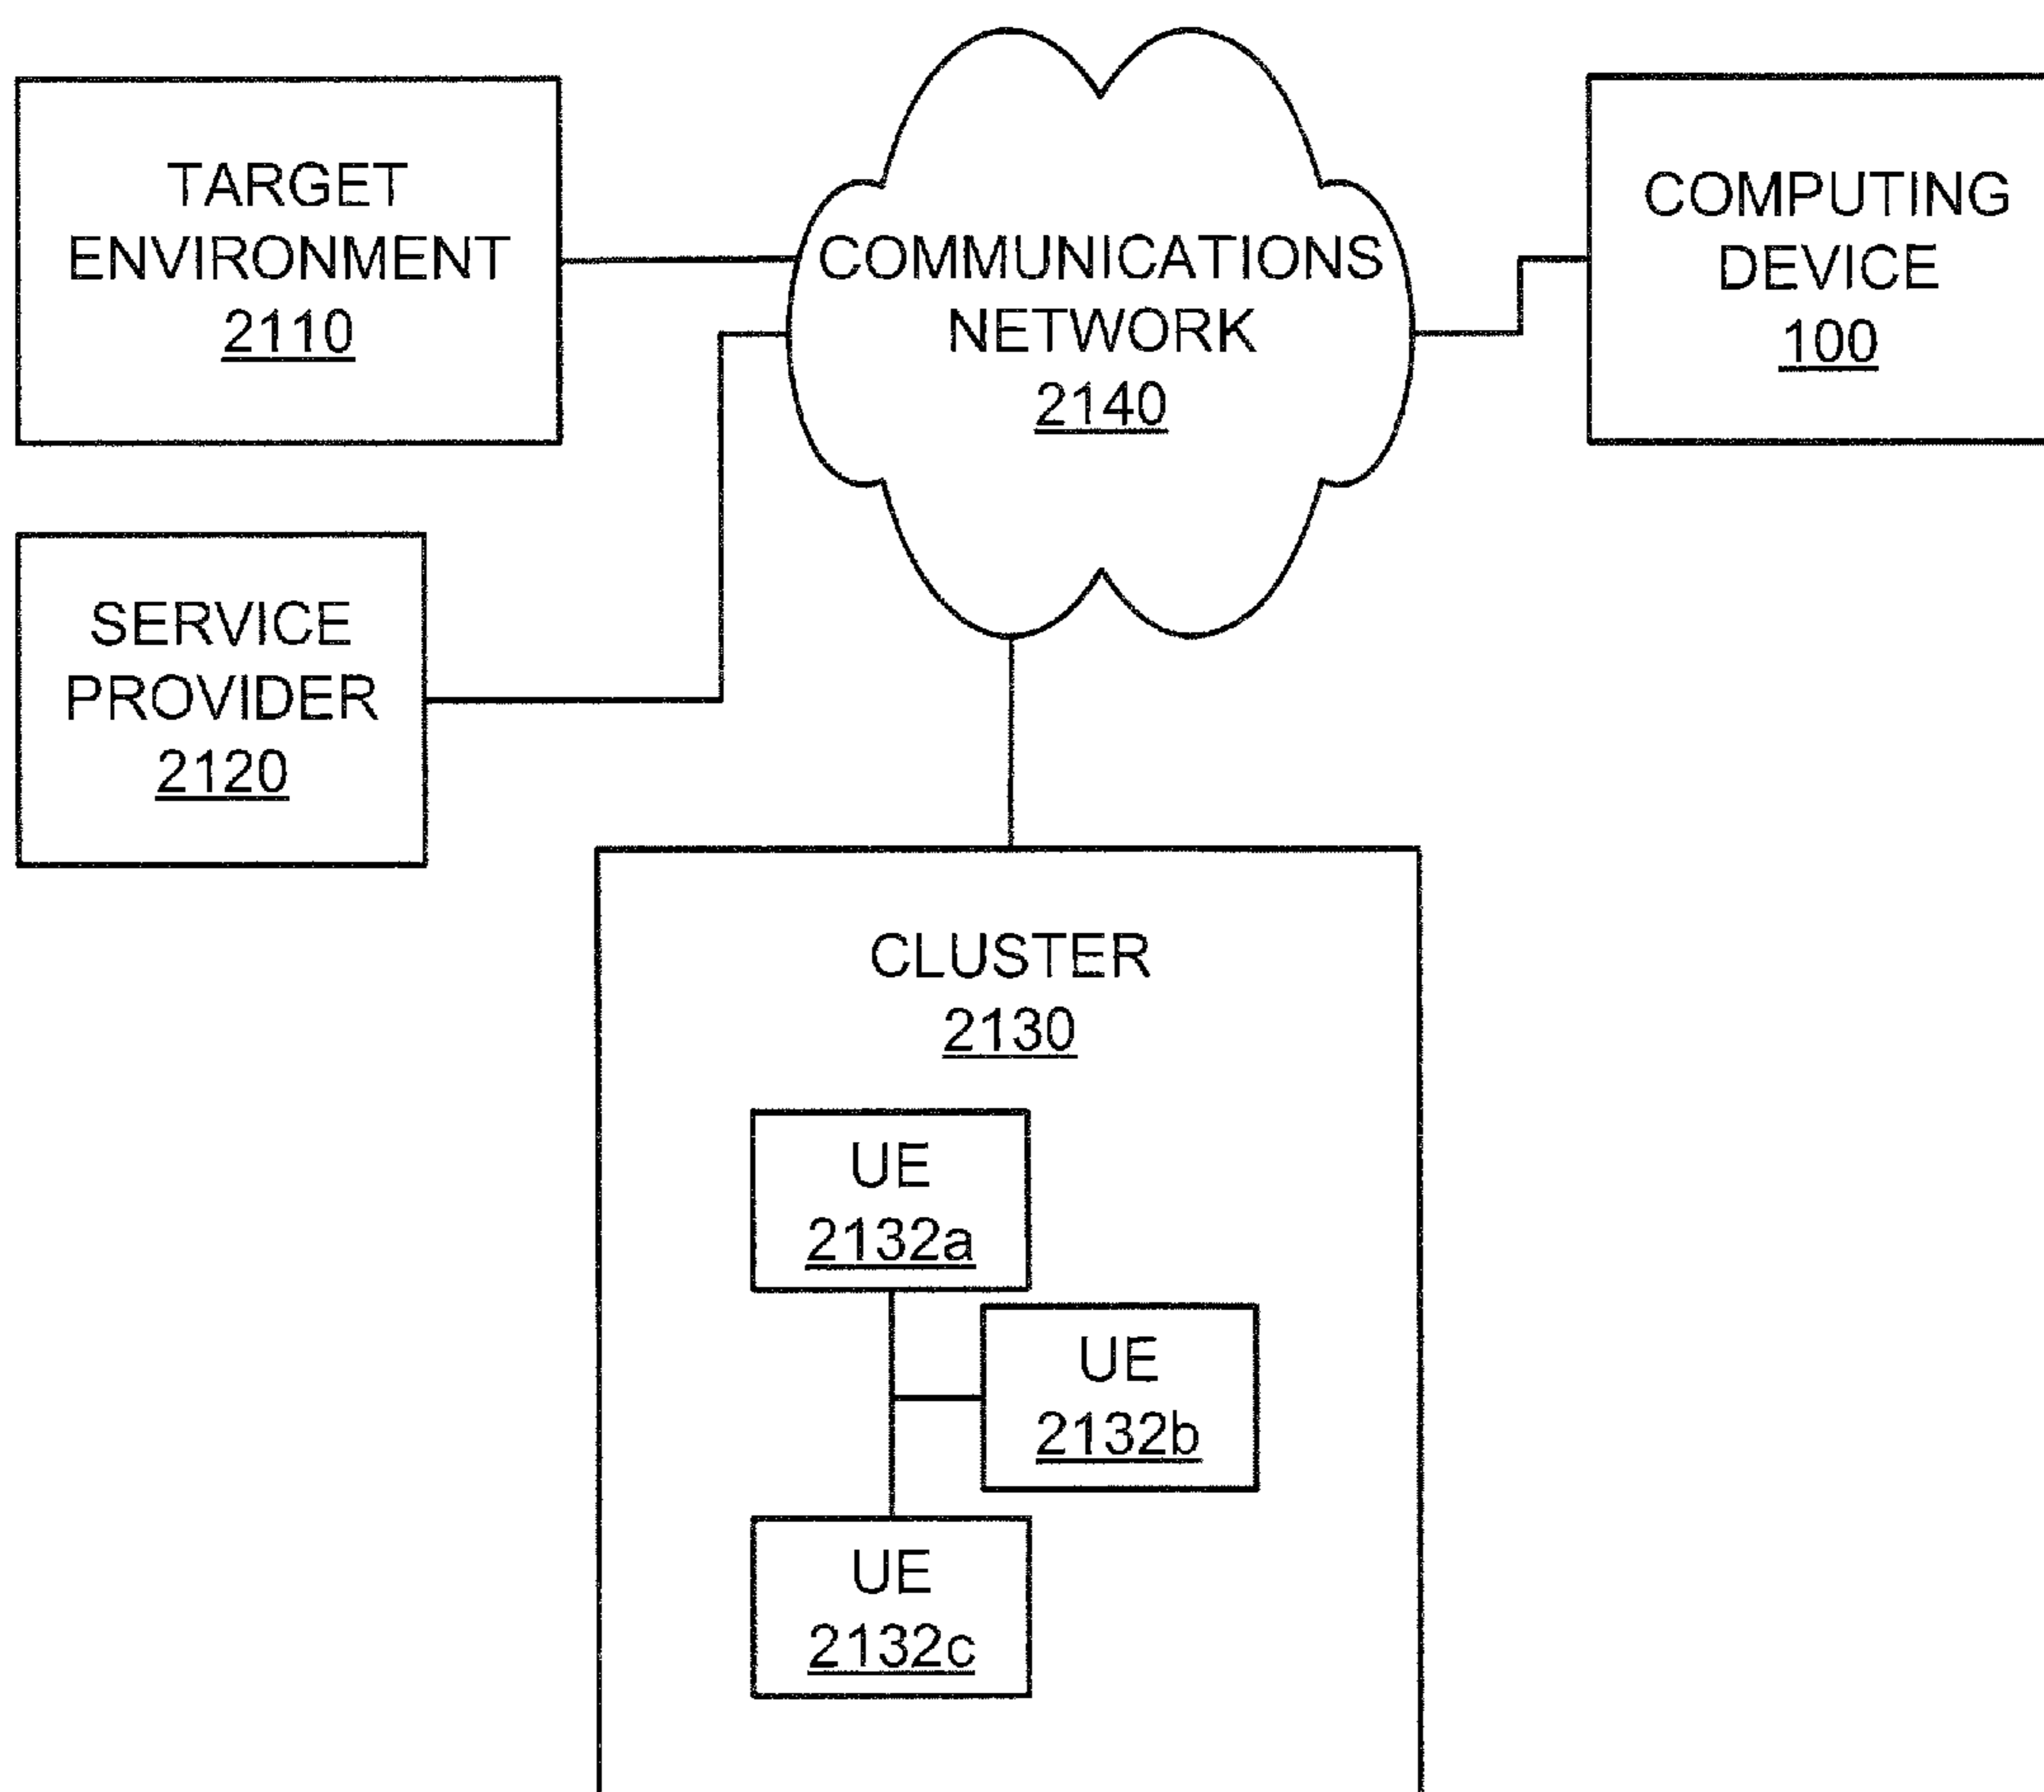 TARGET
ENVIRONMENT
2110
COMMUNICATIONS
NETWORK
2140
COMPUTING
DEVICE
100
SERVICE
PROVIDER
2120
CLUSTER
2130
UE
2132a
UE
2132b
UE
2132c